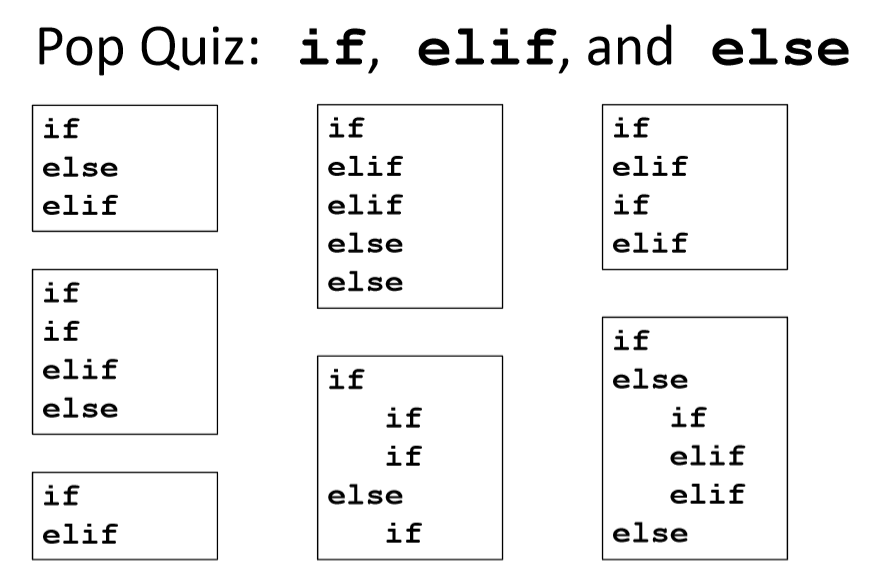 Pop Quiz: if, elif, and else
if
else
elif
if
if
elif
else
if
elif
if
elif
elif
else
else
if
    if
    if
else
    if
if
elif
if
elif
if
else
    if
    elif
    elif
else